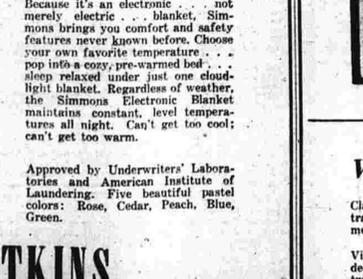 Because it's an electronic . . . not
merely electric . . . blanket, Sim-
mons brings you comfort and safety
features never known before. Choose
your own favorite temperature . . .
pop into a cozy, pre-warmed bed . . .
sleep relaxed under just one cloud-
light blanket. Regardless of weather,
the Simmons Electronic Blanket
maintains constant, level tempera-
tures all night. Can't get too cool;
can't get too warm.
Approved by Underwriters' Labora-
tories and American Institute of
Laundering. Five beautiful pastel
colors: Rose, Cedar, Peach, Blue,
Green.
TKINS